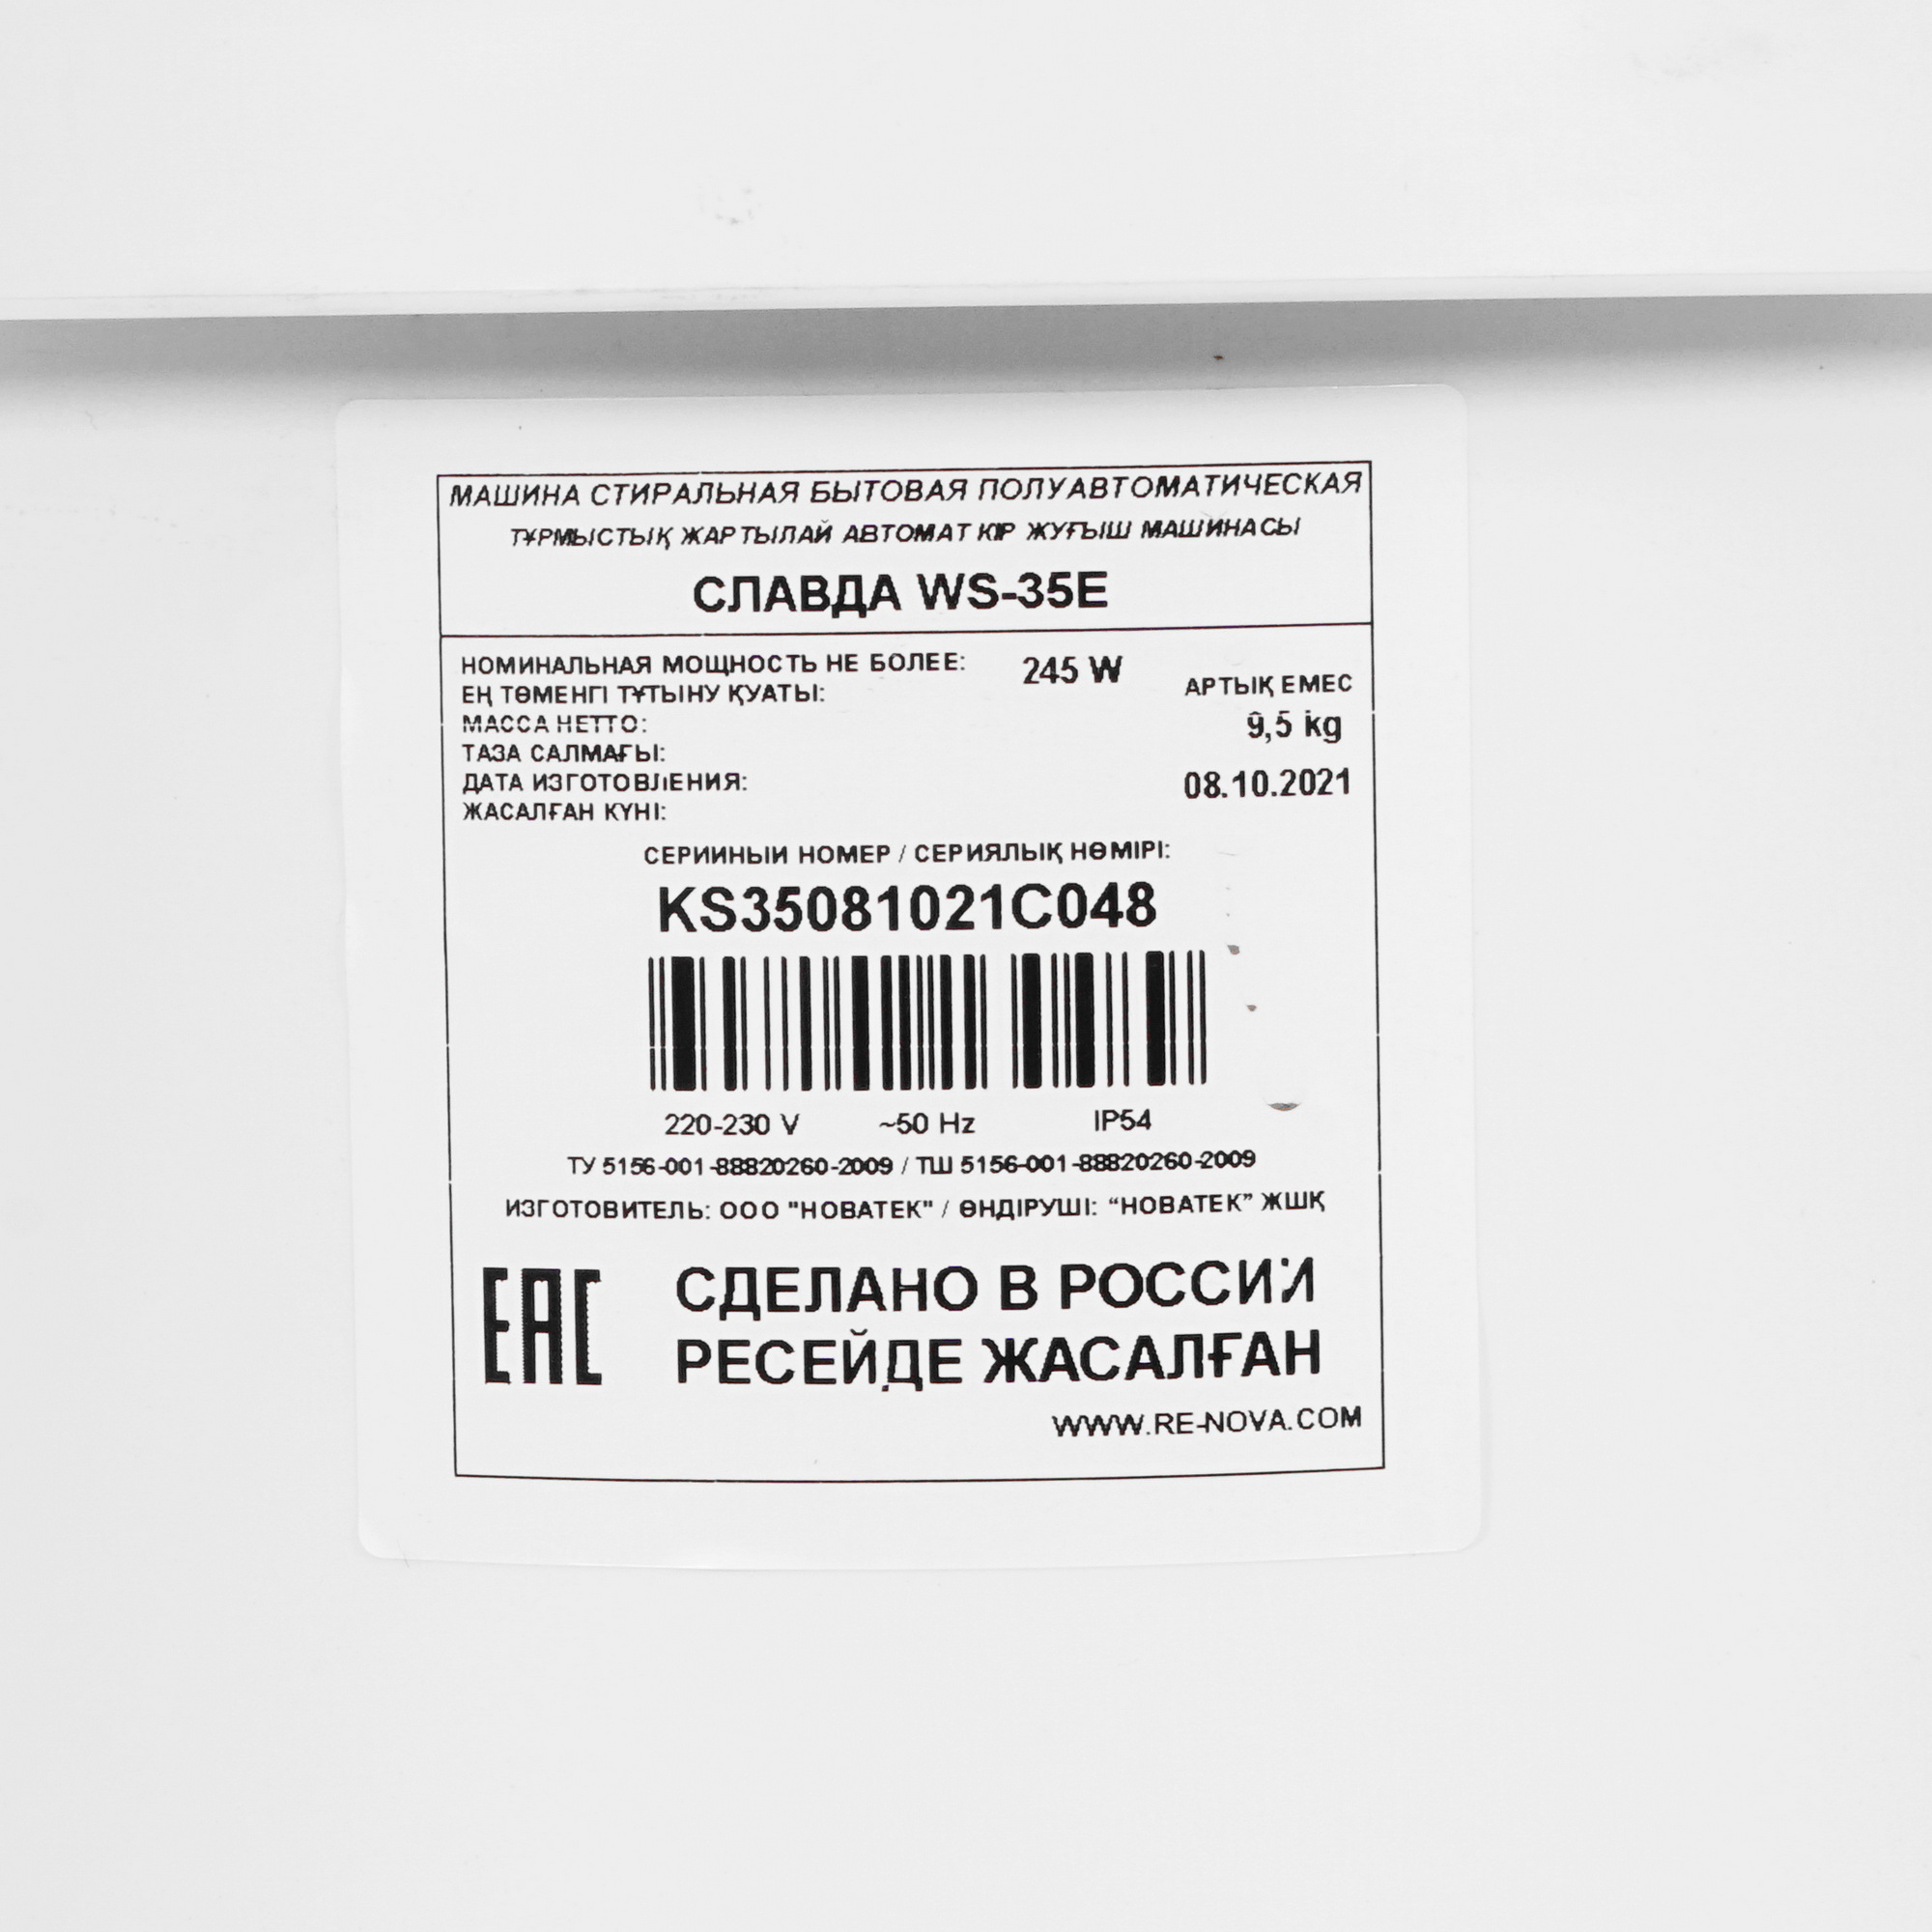 МАШИНА СТИРАЛЬНАЯ БЫТОВАЯ ПОЛУАВТОМАТИЧЕСКАЯ
ТҰРМЫСТЫҚ ЖАРТЫЛАЙ АВТОМАТ КІР ЖУҒЫШ МАШИНАСЫ
СЛАВДА WS-35E
НОМИНАЛЬНАЯ МОЩНОСТЬ НЕ БОЛЕЕ: 245 W
ЕҢ ТӨМЕНГІ ТҰТЫНУ ҚУАТЫ: АРТЫҚ ЕМЕС
МАССА НЕТТО: 9,5 kg
ТАЗА САЛМАҒЫ:
ДАТА ИЗГОТОВЛЕНИЯ: 08.10.2021
ЖАСАЛҒАН КҮНІ:
СЕРИЙНЫЙ НОМЕР / СЕРИЯЛЫҚ НӨМІРІ:
KS35081021C048
220-230 V ~50 Hz IP54
ТУ 5156-001-88820260-2009 / ТШ 5156-001-88820260-2009
ИЗГОТОВИТЕЛЬ: ООО "НОВАТЕК" / ӨНДІРУШІ: “НОВАТЕК” ЖШҚ
EAC СДЕЛАНО В РОССИИ
РЕСЕЙДЕ ЖАСАЛҒАН
WWW.RE-NOVA.COM